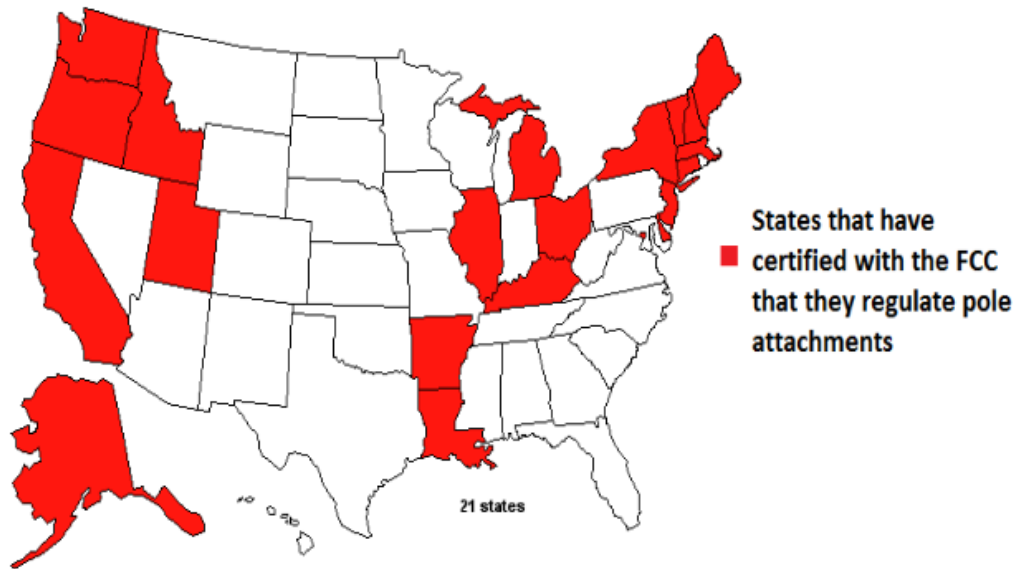 States that have
certified with the FCC
that they regulate pole
attachments
21 states